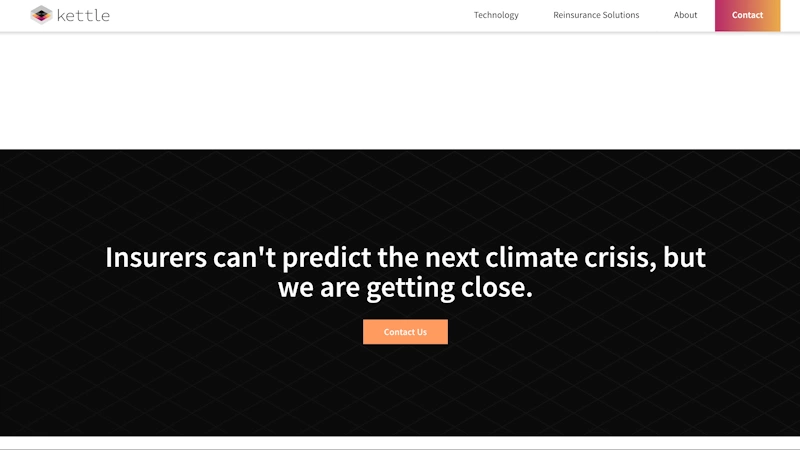 kettle
Technology
Reinsurance Solutions
About
Contact
Insurers can't predict the next climate crisis, but
we are getting close.
Contact Us